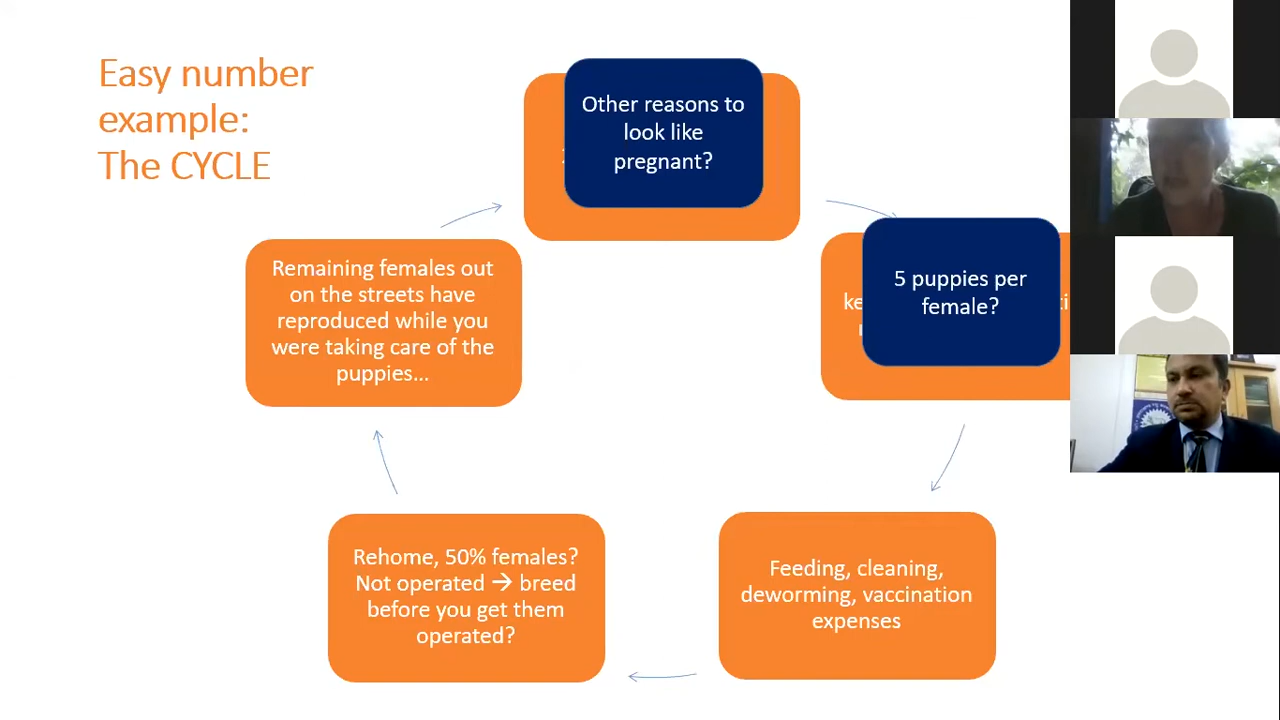 Easy number
example:
The CYCLE
Other reasons to
look like
pregnant?
5 puppies per
female?
Feeding, cleaning,
deworming, vaccination
expenses
Rehome, 50% females?
Not operated → breed
before you get them
operated?
Remaining females out
on the streets have
reproduced while you
were taking care of the
puppies...